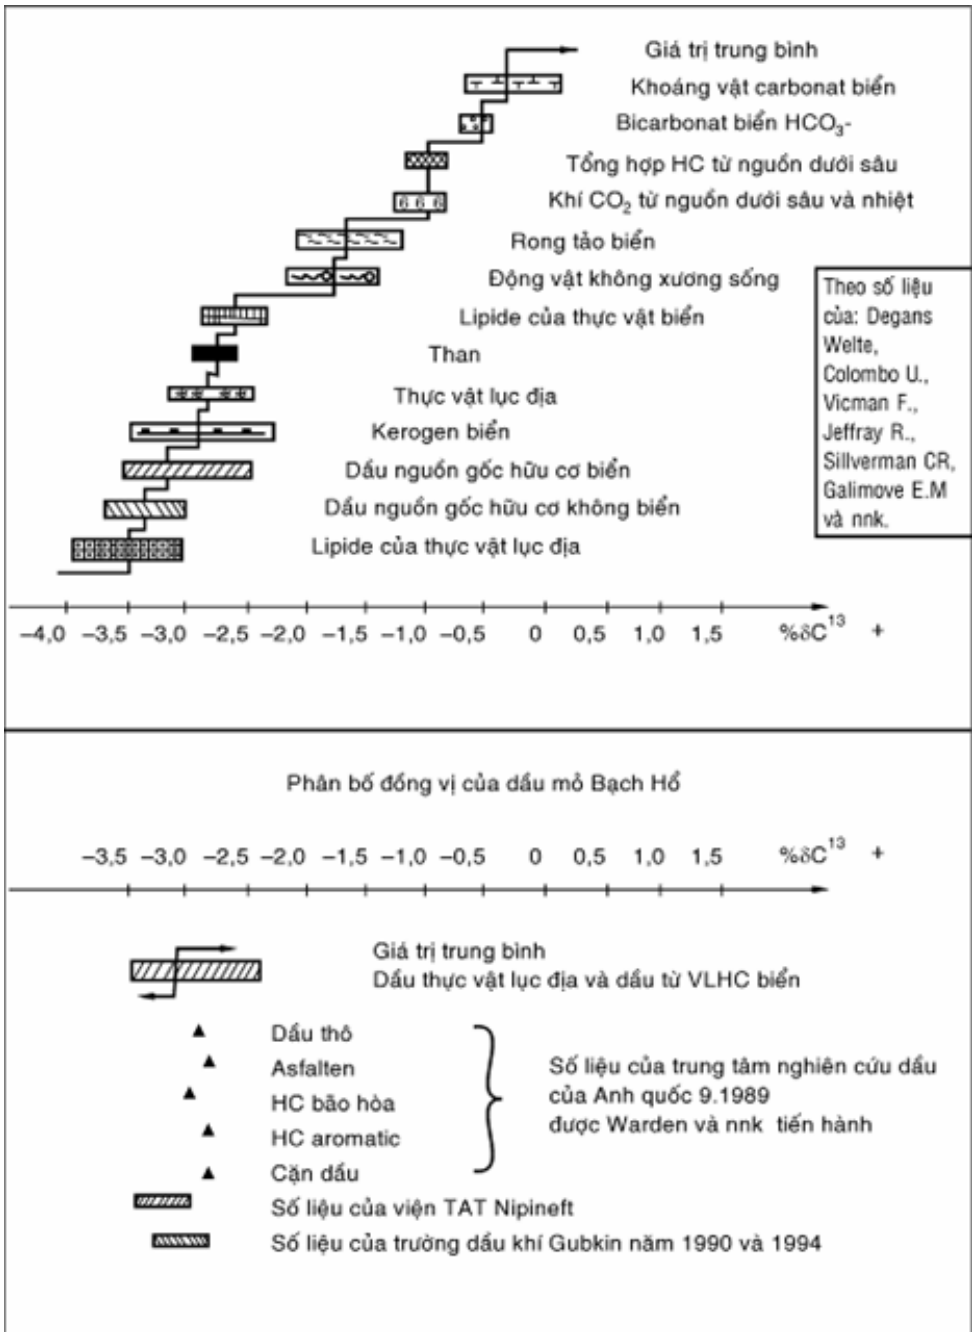 Giá trị trung bình
Khoáng vật carbonat biển
Bicarbonat biển HCO₃-
Tổng hợp HC từ nguồn dưới sâu
Khí CO₂ từ nguồn dưới sâu và nhiệt
Rong tảo biển
Động vật không xương sống
Lipide của thực vật biển
Than
Thực vật lục địa
Kerogen biển
Dầu nguồn gốc hữu cơ biển
Dầu nguồn gốc hữu cơ không biển
Lipide của thực vật lục địa
Theo số liệu
của: Degans
Welte,
Colombo U.,
Vicman F.,
Jeffray R.,
Sillverman CR,
Galimove E.M
và nnk.
–4,0 –3,5 –3,0 –2,5 –2,0 –1,5 –1,0 –0,5 0 0,5 1,0 1,5 %δC¹³ +
Phân bố đồng vị của dầu mỏ Bạch Hổ
–3,5 –3,0 –2,5 –2,0 –1,5 –1,0 –0,5 0 0,5 1,0 1,5 %δC¹³ +
Giá trị trung bình
Dầu thực vật lục địa và dầu từ VLHC biển
Dầu thô
Asfalten
HC bão hòa
HC aromatic
Cặn dầu
Số liệu của trung tâm nghiên cứu dầu
của Anh quốc 9.1989
được Warden và nnk tiến hành
Số liệu của viện TAT Nipineft
Số liệu của trường dầu khí Gubkin năm 1990 và 1994